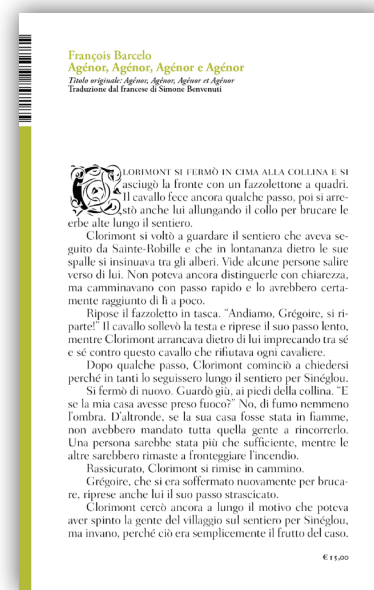 François Barcelo
Agénor, Agénor, Agénor e Agénor
Titolo originale: Agénor, Agénor, Agénor et Agénor
Traduzione dal francese di Simone Benvenuti
CLORIMONT SI FERMÒ IN CIMA ALLA COLLINA E SI
asciugò la fronte con un fazzolettone a quadri.
Il cavallo fece ancora qualche passo, poi si arre-
stò anche lui allungando il collo per brucare le
erbe alte lungo il sentiero.
Clorimont si voltò a guardare il sentiero che aveva se-
guito da Sainte-Robille e che in lontananza dietro le sue
spalle si insinuava tra gli alberi. Vide alcune persone salire
verso di lui. Non poteva ancora distinguerle con chiarezza,
ma camminavano con passo rapido e lo avrebbero certa-
mente raggiunto di lì a poco.
Ripose il fazzoletto in tasca. “Andiamo, Grégoire, si ri-
parte!” Il cavallo sollevò la testa e riprese il suo passo lento,
mentre Clorimont arrancava dietro di lui imprecando tra sé
e sé contro questo cavallo che rifiutava ogni cavaliere.
Dopo qualche passo, Clorimont cominciò a chiedersi
perché in tanti lo seguissero lungo il sentiero per Sinéglou.
Si fermò di nuovo. Guardò giù, ai piedi della collina. “E
se la mia casa avesse preso fuoco?” No, di fumo nemmeno
l'ombra. D'altronde, se la sua casa fosse stata in fiamme,
non avebbero mandato tutta quella gente a rincorrerlo.
Una persona sarebbe stata più che sufficiente, mentre le
altre sarebbero rimaste a fronteggiare l'incendio.
Rassicurato, Clorimont si rimise in cammino.
Grégoire, che si era soffermato nuovamente per bruca-
re, riprese anche lui il suo passo strascicato.
Clorimont cercò ancora a lungo il motivo che poteva
aver spinto la gente del villaggio sul sentiero per Sinéglou,
ma invano, perché ciò era semplicemente il frutto del caso.
€ 15,00